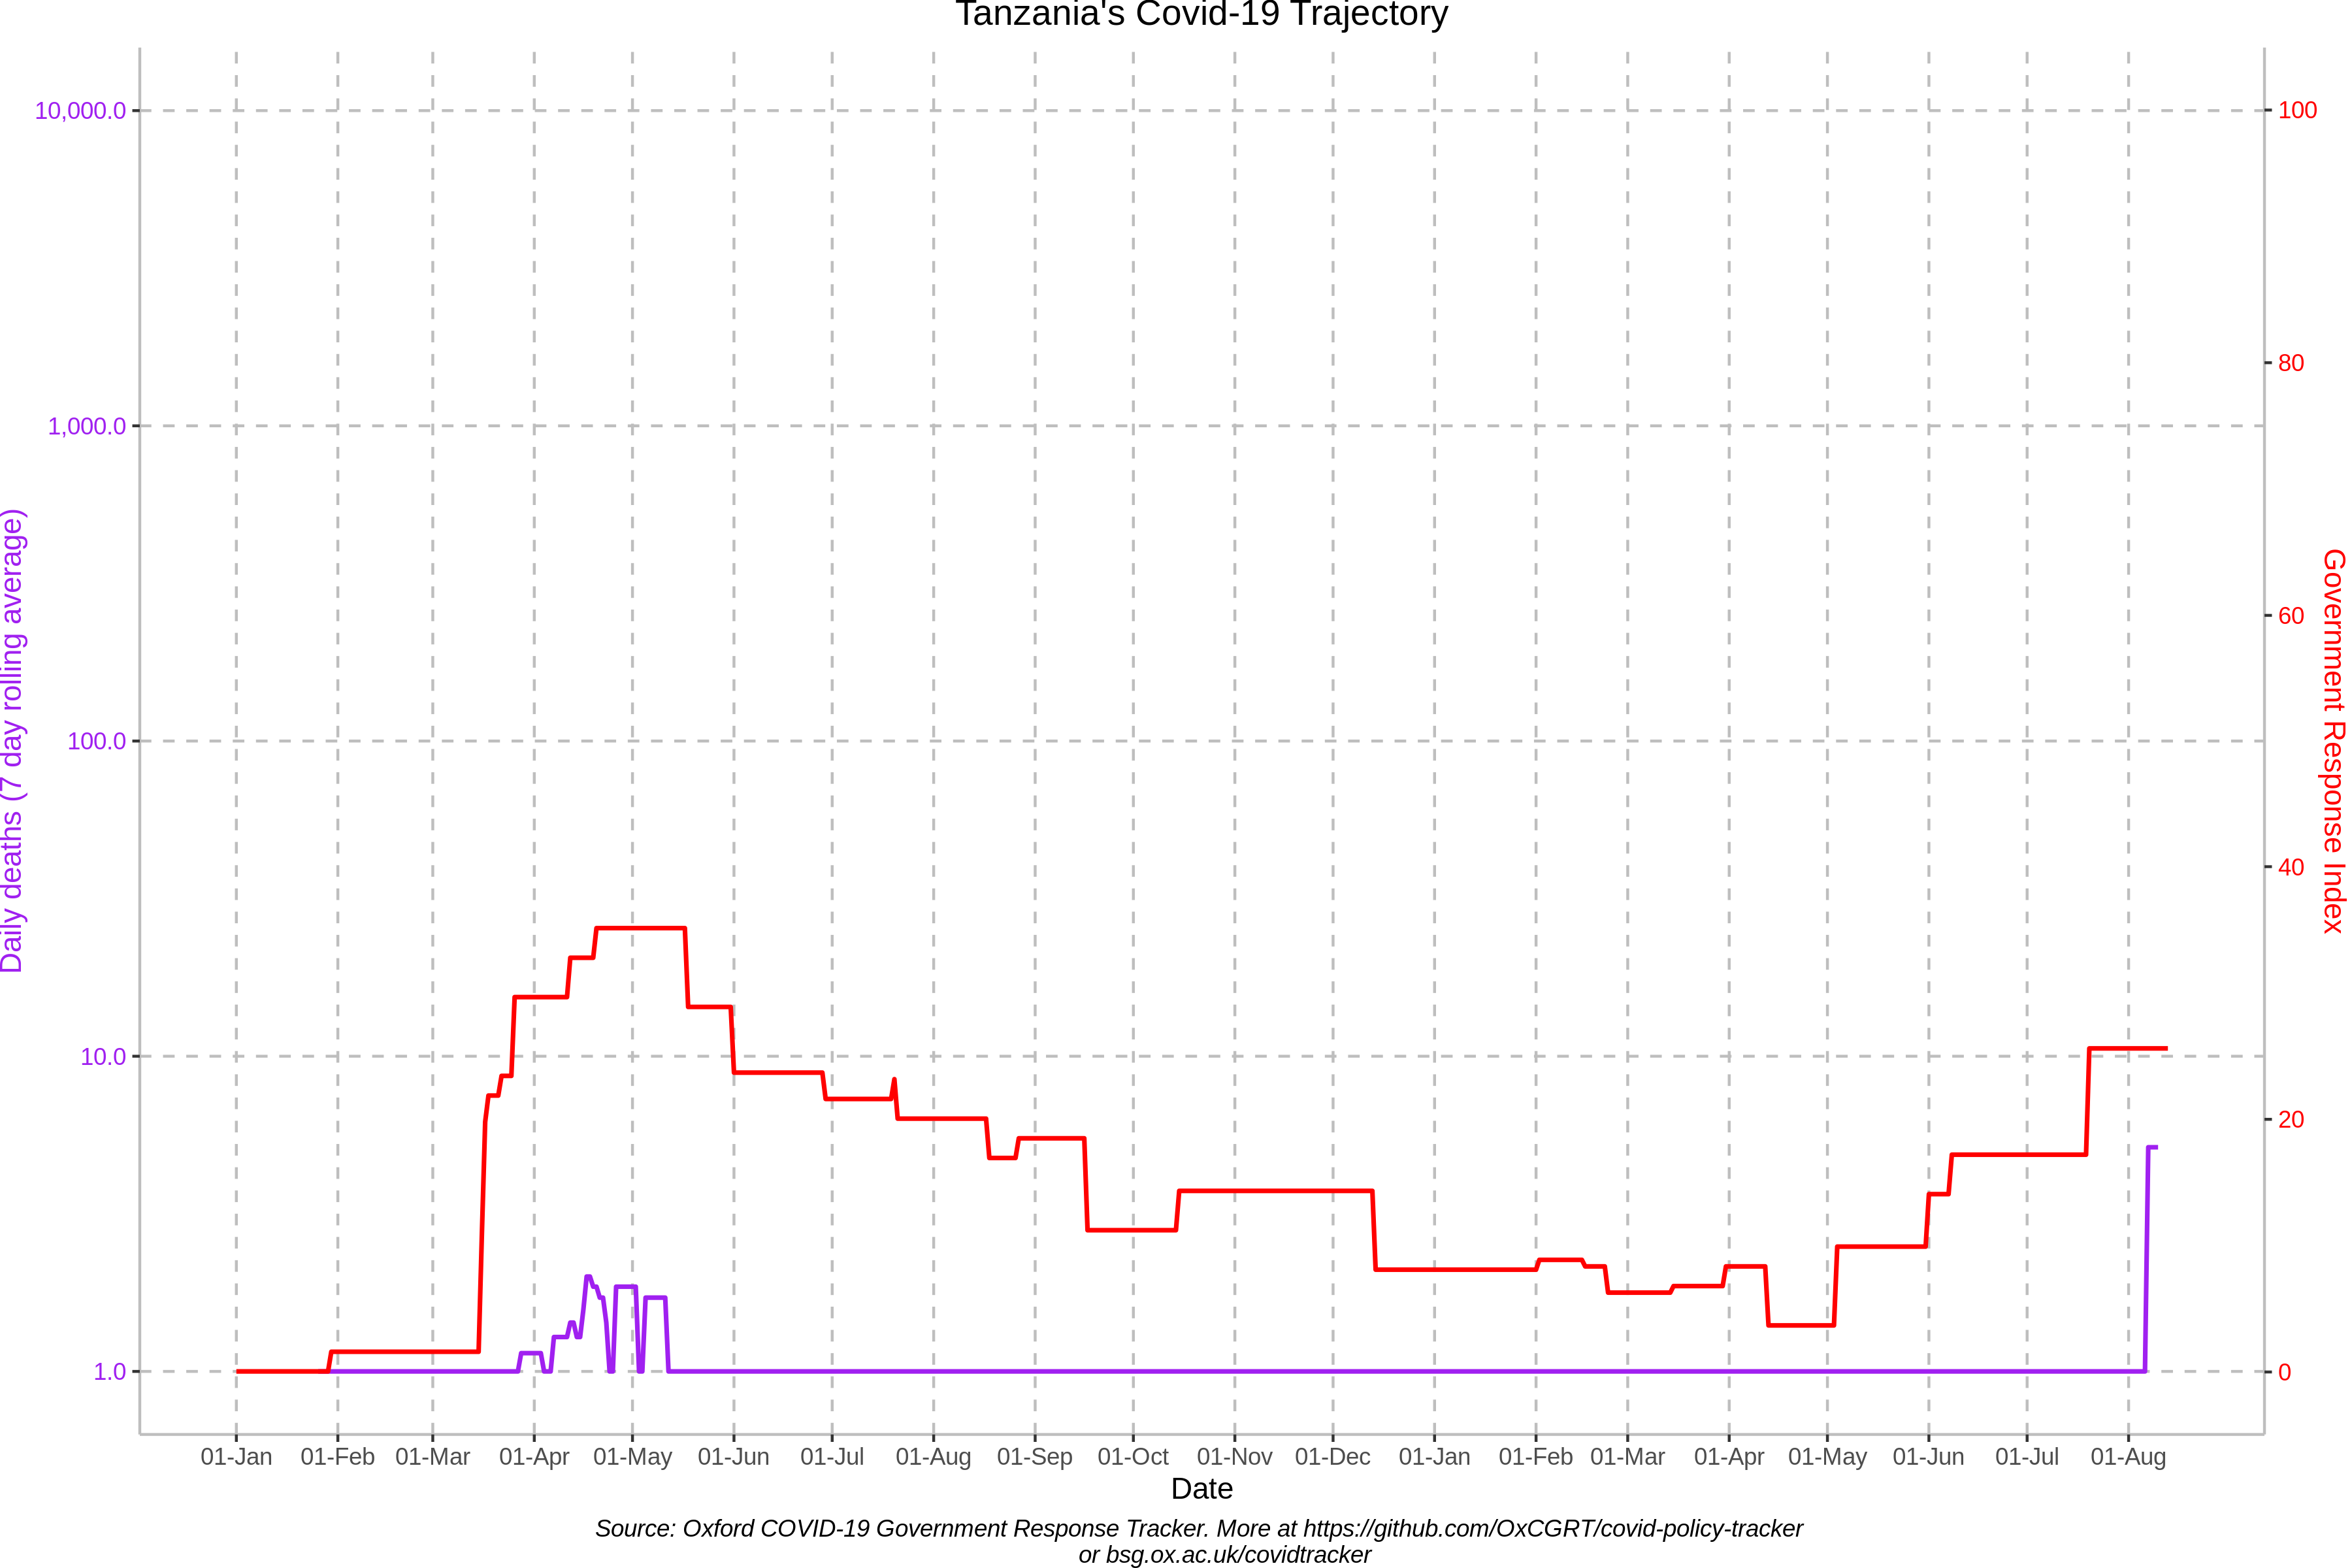 Tanzania's Covid-19 Trajectory
10,000.0
1,000.0
100.0
10.0
1.0
Daily deaths (7 day rolling average)
100
80
60
40
20
0
Government Response Index
01-Jan 01-Feb 01-Mar 01-Apr 01-May 01-Jun 01-Jul 01-Aug 01-Sep 01-Oct 01-Nov 01-Dec 01-Jan 01-Feb 01-Mar 01-Apr 01-May 01-Jun 01-Jul 01-Aug
Date
Source: Oxford COVID-19 Government Response Tracker. More at https://github.com/OxCGRT/covid-policy-tracker
or bsg.ox.ac.uk/covidtracker